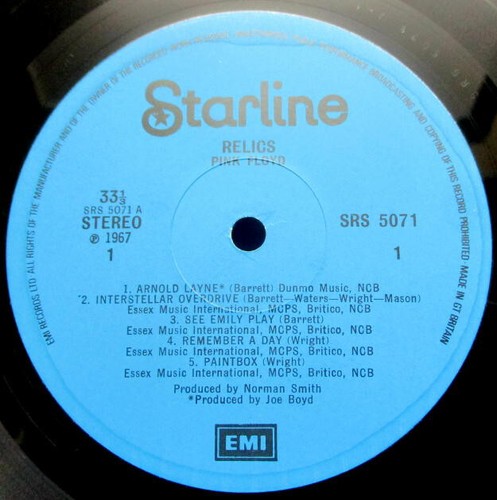 EMI RECORDS LTD ALL RIGHTS OF THE MANUFACTURER AND OF THE OWNER OF THE RECORDED
BROADCASTING AND COPYING OF THIS RECORD PROHIBITED · MADE IN GT BRITAIN
Starline
RELICS
PINK FLOYD
33⅓
SRS 5071 A
STEREO
℗ 1967
1
SRS 5071
1
1. ARNOLD LAYNE* (Barrett) Dunmo Music, NCB
2. INTERSTELLAR OVERDRIVE (Barrett—Waters—Wright—Mason)
Essex Music International, MCPS, Britico, NCB
3. SEE EMILY PLAY (Barrett)
Essex Music International, MCPS, Britico, NCB
4. REMEMBER A DAY (Wright)
Essex Music International, MCPS, Britico, NCB
5. PAINTBOX (Wright)
Essex Music International, MCPS, Britico, NCB
Produced by Norman Smith
*Produced by Joe Boyd
EMI